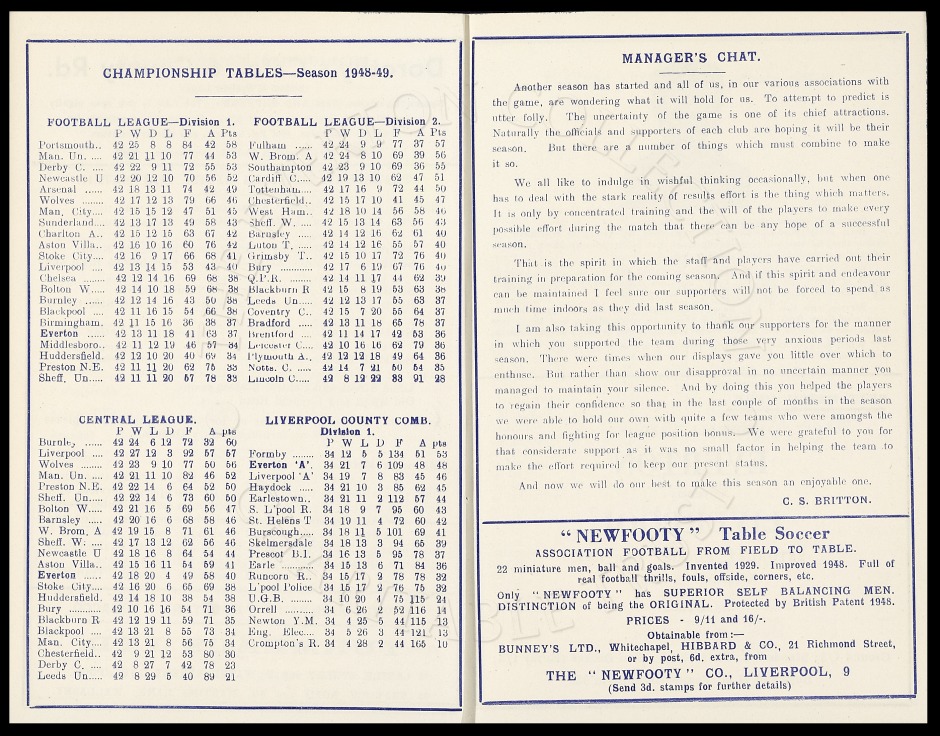 CHAMPIONSHIP TABLES—Season 1948-49.
FOOTBALL LEAGUE—Division 1.
P W D L F A Pts
Portsmouth.. 42 25 8 8 84 42 58
Man. Un. .... 42 21 11 10 77 44 53
Derby C. .... 42 22 9 11 72 55 53
Newcastle U 42 20 12 10 70 56 52
Arsenal ...... 42 18 13 11 74 42 49
Wolves ........ 42 17 12 13 79 66 46
Man, City.... 42 15 15 12 47 51 45
Sunderland.... 42 13 17 13 49 58 43
Charlton A.. 42 15 12 15 63 67 42
Aston Villa.. 42 16 10 16 60 76 42
Stoke City.... 42 16 9 17 66 68 41
Liverpool .... 42 13 14 15 53 43 40
Chelsea ........ 42 12 14 16 69 68 38
Bolton W..... 42 14 10 18 59 68 38
Burnley ...... 42 12 14 16 43 50 38
Blackpool .... 42 11 16 15 54 66 38
Birmingham. 42 11 15 16 36 38 37
Everton ...... 42 13 11 18 41 63 37
Middlesboro.. 42 11 12 19 46 57 34
Huddersfield. 42 12 10 20 40 69 34
Preston N.E. 42 11 11 20 62 75 33
Sheff. Un..... 42 11 11 20 57 78 33
FOOTBALL LEAGUE—Division 2.
P W D L F A Pts
Fulham ...... 42 24 9 9 77 37 57
W. Brom. A 42 24 8 10 69 39 56
Southampton 42 23 9 10 69 36 55
Cardiff C..... 42 19 13 10 62 47 51
Tottenham.... 42 17 16 9 72 44 50
Chesterfield.. 42 15 17 10 41 45 47
West Ham.. 42 18 10 14 56 58 46
Sheff. W. .... 42 15 13 14 63 56 43
Barnsley ..... 42 14 12 16 62 61 40
Luton T, ..... 42 14 12 16 55 57 40
Grimsby T.. 42 15 10 17 72 76 40
Bury ........... 42 17 6 19 67 76 40
Q.P.R. ........ 42 14 11 17 44 62 39
Blackburn R 42 15 8 19 53 63 38
Leeds Un..... 42 12 13 17 55 63 37
Coventry C.. 42 15 7 20 55 64 37
Bradford ..... 42 13 11 18 65 78 37
Brentford .... 42 11 14 17 42 53 36
Leicester C.... 42 10 16 16 62 79 36
Plymouth A., 42 12 12 18 49 64 36
Notts. C. ..... 42 14 7 21 50 54 35
Lincoln C..... 42 8 12 22 83 91 28
CENTRAL LEAGUE.
P W L D F A pts
Burnley ...... 42 24 6 12 72 32 60
Liverpool .... 42 27 12 3 92 57 57
Wolves ........ 42 23 9 10 77 50 56
Man. Un. .... 42 21 11 10 82 46 52
Preston N.E. 42 22 14 6 64 52 50
Sheff. Un..... 42 22 14 6 73 60 50
Bolton W..... 42 21 16 5 69 56 47
Barnsley ..... 42 20 16 6 68 58 46
W. Brom, A 42 19 15 8 71 61 46
Sheff. W: .... 42 17 13 12 62 56 46
Newcastle U 42 18 16 8 64 54 44
Aston Villa.. 42 15 16 11 54 59 41
Everton ...... 42 18 20 4 49 58 40
Stoke City.... 42 16 20 6 65 69 38
Huddersfield. 42 14 18 10 38 54 38
Bury .......... 42 10 16 16 54 71 36
Blackburn R 42 12 19 11 59 71 35
Blackpool .... 42 13 21 8 55 73 34
Man. City.... 42 13 21 8 56 75 34
Chesterfield.. 42 9 21 12 53 80 30
Derby C. .... 42 8 27 7 42 78 23
Leeds Un..... 42 8 29 5 40 89 21
LIVERPOOL COUNTY COMB.
Division 1.
P W L D F A pts
Formby ....... 34 12 5 5 134 51 53
Everton 'A'. 34 21 7 6 109 48 48
Liverpool 'A' 34 19 7 8 83 45 46
Haydock ..... 34 21 10 3 85 62 45
Earlestown.. 34 21 11 2 112 57 44
S. L'pool R. 34 18 9 7 95 60 43
St. Helens T 34 19 11 4 72 60 42
Burscough.... 34 18 11 5 101 69 41
Skelmersdale 34 18 13 3 94 65 39
Prescot B.I. 34 16 13 5 95 78 37
Earle ........... 34 15 13 6 71 84 36
Runcorn R.. 34 15 17 2 78 78 32
L'pool Police 34 15 17 2 76 75 32
U.G.B. ....... 34 10 20 4 75 115 24
Orrell .......... 34 6 26 2 52 116 14
Newton Y.M. 34 4 25 5 44 115 13
Eng. Elec.... 34 5 26 3 44 121 13
Crompton's R. 34 4 28 2 44 165 10
MANAGER'S CHAT.
Another season has started and all of us, in our various associations with
the game, are wondering what it will hold for us. To attempt to predict is
utter folly. The uncertainty of the game is one of its chief attractions.
Naturally the officials and supporters of each club are hoping it will be their
season. But there are a number of things which must combine to make
it so.
We all like to indulge in wishful thinking occasionally, but when one
has to deal with the stark reality of results effort is the thing which matters.
It is only by concentrated training and the will of the players to make every
possible effort during the match that there can be any hope of a successful
season.
That is the spirit in which the staff and players have carried out their
training in preparation for the coming season. And if this spirit and endeavour
can be maintained I feel sure our supporters will not be forced to spend as
much time indoors as they did last season.
I am also taking this opportunity to thank our supporters for the manner
in which you supported the team during those very anxious periods last
season. There were times when our displays gave you little over which to
enthuse. But rather than show our disapproval in no uncertain manner you
managed to maintain your silence. And by doing this you helped the players
to regain their confidence so that in the last couple of months in the season
we were able to hold our own with quite a few teams who were amongst the
honours and fighting for league position bonus. We were grateful to you for
that considerate support as it was no small factor in helping the team to
make the effort required to keep our present status.
And now we will do our best to make this season an enjoyable one.
C. S. BRITTON.
"NEWFOOTY" Table Soccer
ASSOCIATION FOOTBALL FROM FIELD TO TABLE.
22 miniature men, ball and goals. Invented 1929. Improved 1948. Full of
real football thrills, fouls, offside, corners, etc.
Only "NEWFOOTY" has SUPERIOR SELF BALANCING MEN.
DISTINCTION of being the ORIGINAL. Protected by British Patent 1948.
PRICES - 9/11 and 16/-.
Obtainable from:—
BUNNEY'S LTD., Whitechapel, HIBBARD & CO., 21 Richmond Street,
or by post, 6d, extra, from
THE "NEWFOOTY" CO., LIVERPOOL, 9
(Send 3d. stamps for further details)